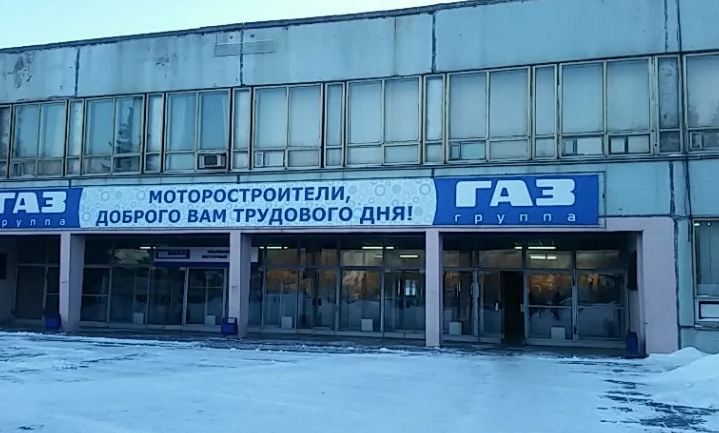 ГАЗ
группа
МОТОРОСТРОИТЕЛИ,
ДОБРОГО ВАМ ТРУДОВОГО ДНЯ!
ГАЗ
группа